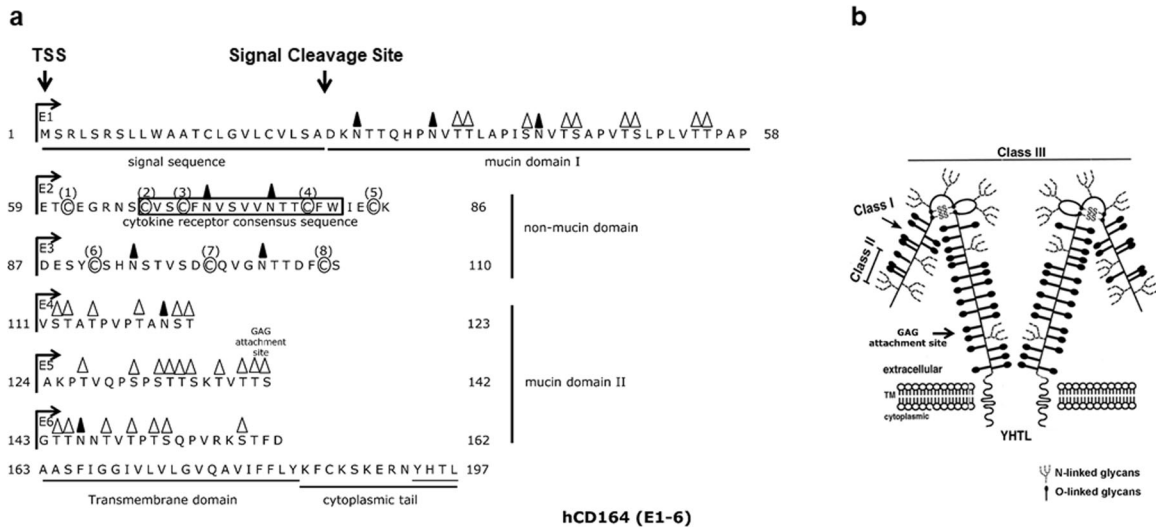 a
TSS
Signal Cleavage Site
E1
1 MSRLSRSLLWAATCLGVLCVLSADKNTTQHPNVTTLAPISNVTSAPVTSLPLVTTPAP 58
signal sequence
mucin domain I
E2
(1) (2) (3) (4) (5)
59 ETCEGRNSCVSCFNVSVVNTTCFWIECK 86
cytokine receptor consensus sequence
non-mucin domain
E3
(6) (7) (8)
87 DESYCSHNSTVSDCQVGNTTDFCS 110
E4
111 VSTATPVPTANST 123
GAG
attachment
site
E5
124 AKPTVQPSPSTTSKTVTTS 142
mucin domain II
E6
143 GTTNNTVTPTSQPVRKSTFD 162
163 AASFIGGIVLVLGVQAVIFFLYKFCKSKERNYHTL 197
Transmembrane domain
cytoplasmic tail
hCD164 (E1-6)
b
Class III
Class I
Class II
GAG
attachment site
extracellular
TM
cytoplasmic
YHTL
N-linked glycans
O-linked glycans